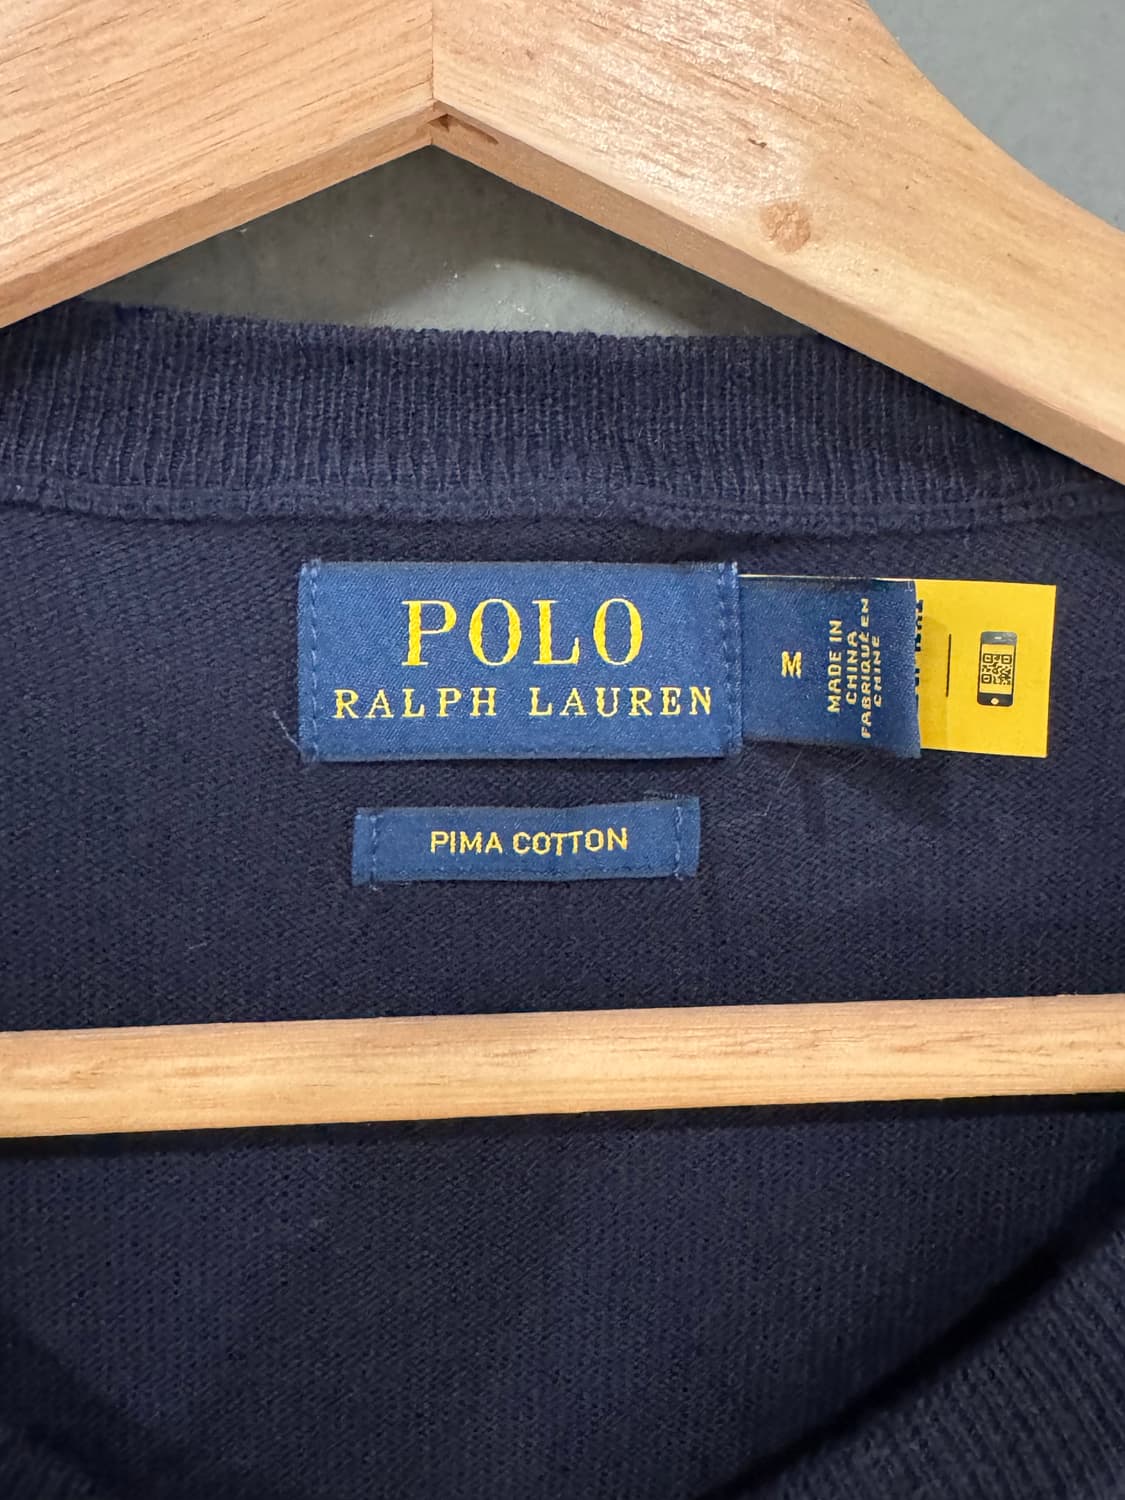 POLO
RALPH LAUREN
M
MADE IN
CHINA
FABRIQUÉ EN
CHINE
PIMA COTTON